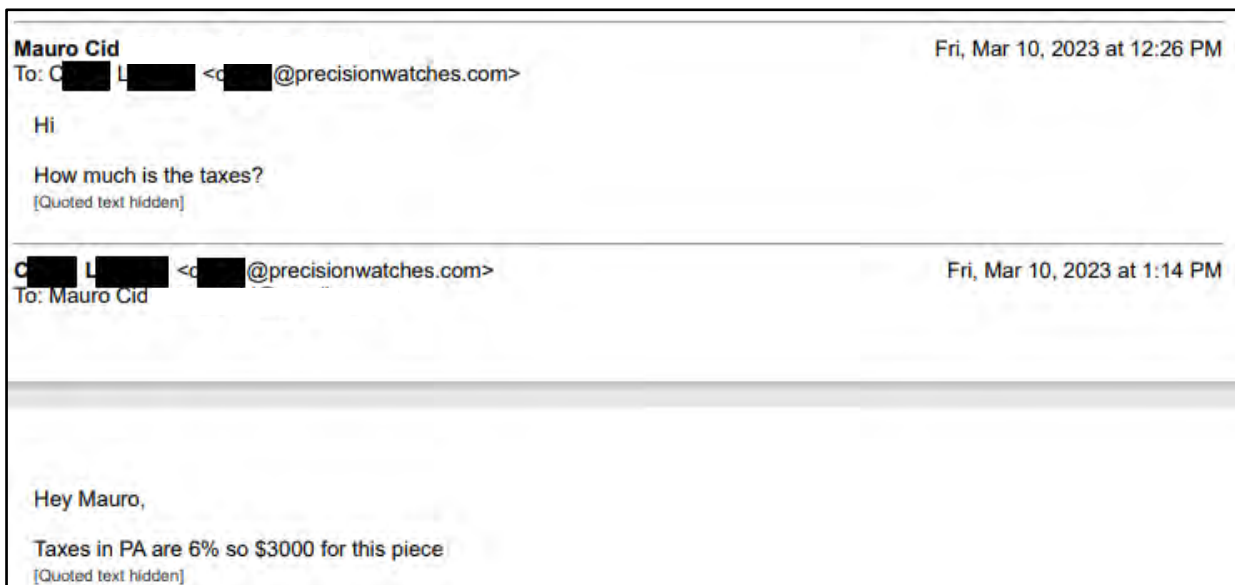 Mauro Cid
Fri, Mar 10, 2023 at 12:26 PM
To: C L <c @precisionwatches.com>
Hi
How much is the taxes?
[Quoted text hidden]
C L <c @precisionwatches.com>
Fri, Mar 10, 2023 at 1:14 PM
To: Mauro Cid
Hey Mauro,
Taxes in PA are 6% so $3000 for this piece
[Quoted text hidden]